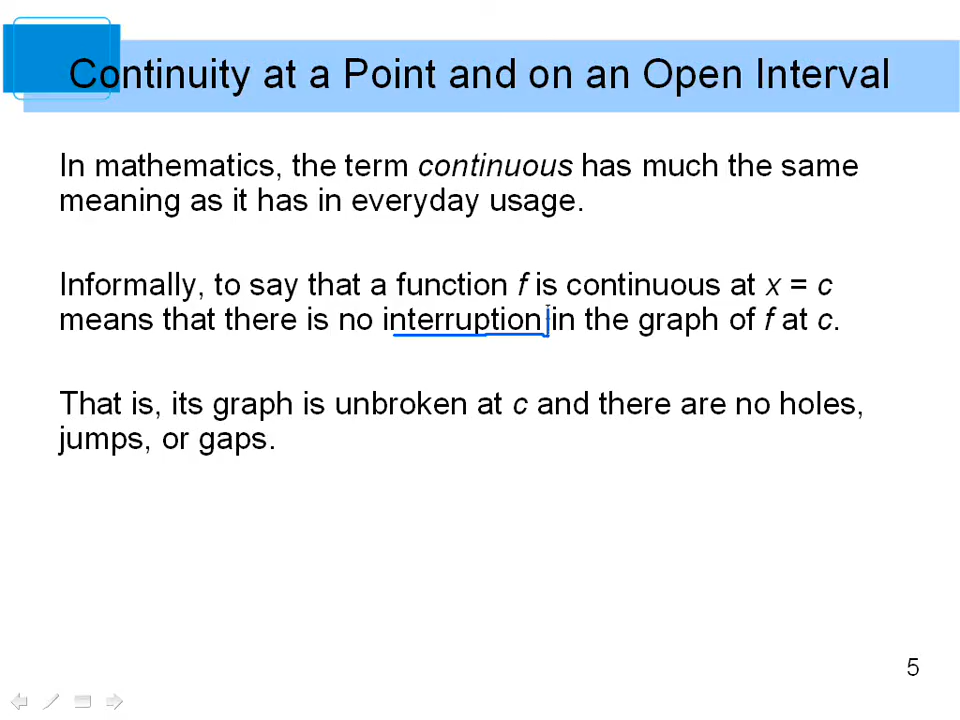 Continuity at a Point and on an Open Interval
In mathematics, the term continuous has much the same
meaning as it has in everyday usage.
Informally, to say that a function f is continuous at x = c
means that there is no interruption in the graph of f at c.
That is, its graph is unbroken at c and there are no holes,
jumps, or gaps.
5